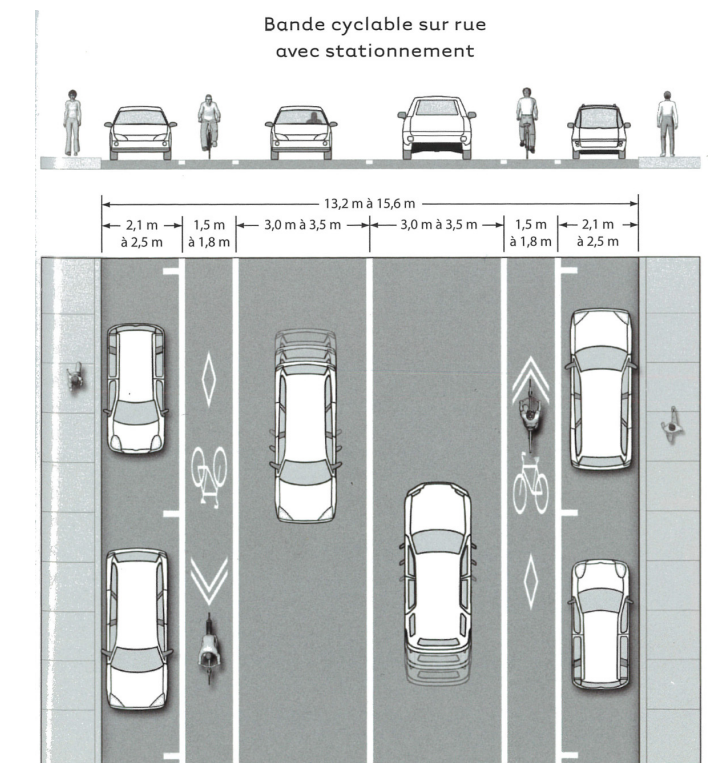 Bande cyclable sur rue
avec stationnement
13,2 m à 15,6 m
2,1 m
à 2,5 m
1,5 m
à 1,8 m
3,0 m à 3,5 m
3,0 m à 3,5 m
1,5 m
à 1,8 m
2,1 m
à 2,5 m